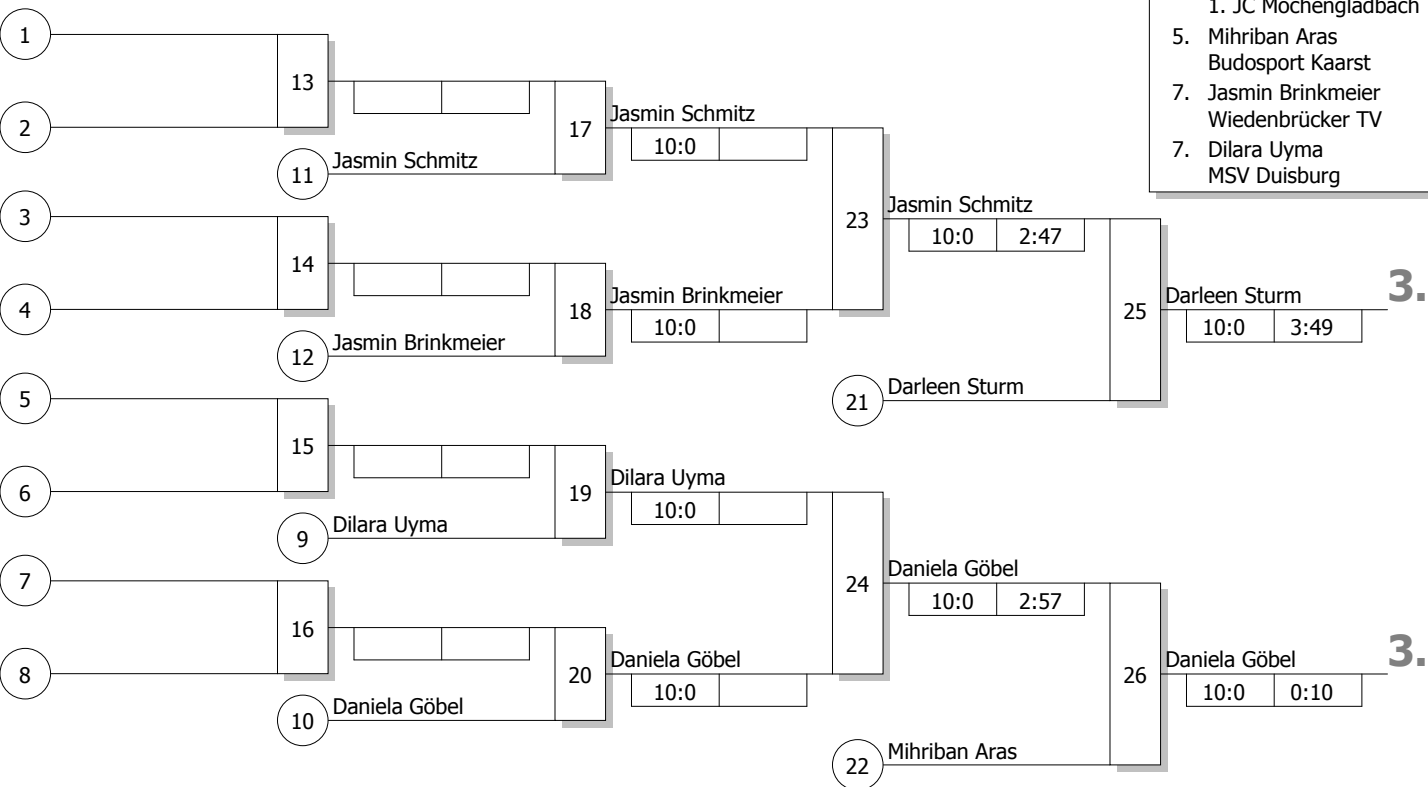 1. JC Mönchengladbach
5. Mihriban Aras
Budosport Kaarst
7. Jasmin Brinkmeier
Wiedenbrücker TV
7. Dilara Uyma
MSV Duisburg
1
13
2
17
Jasmin Schmitz
10:0
11
Jasmin Schmitz
3
14
4
18
Jasmin Brinkmeier
10:0
12
Jasmin Brinkmeier
23
Jasmin Schmitz
10:0 2:47
25
Darleen Sturm
10:0 3:49
3.
21
Darleen Sturm
5
15
6
19
Dilara Uyma
10:0
9
Dilara Uyma
7
16
8
20
Daniela Göbel
10:0
10
Daniela Göbel
24
Daniela Göbel
10:0 2:57
26
Daniela Göbel
10:0 0:10
3.
22
Mihriban Aras